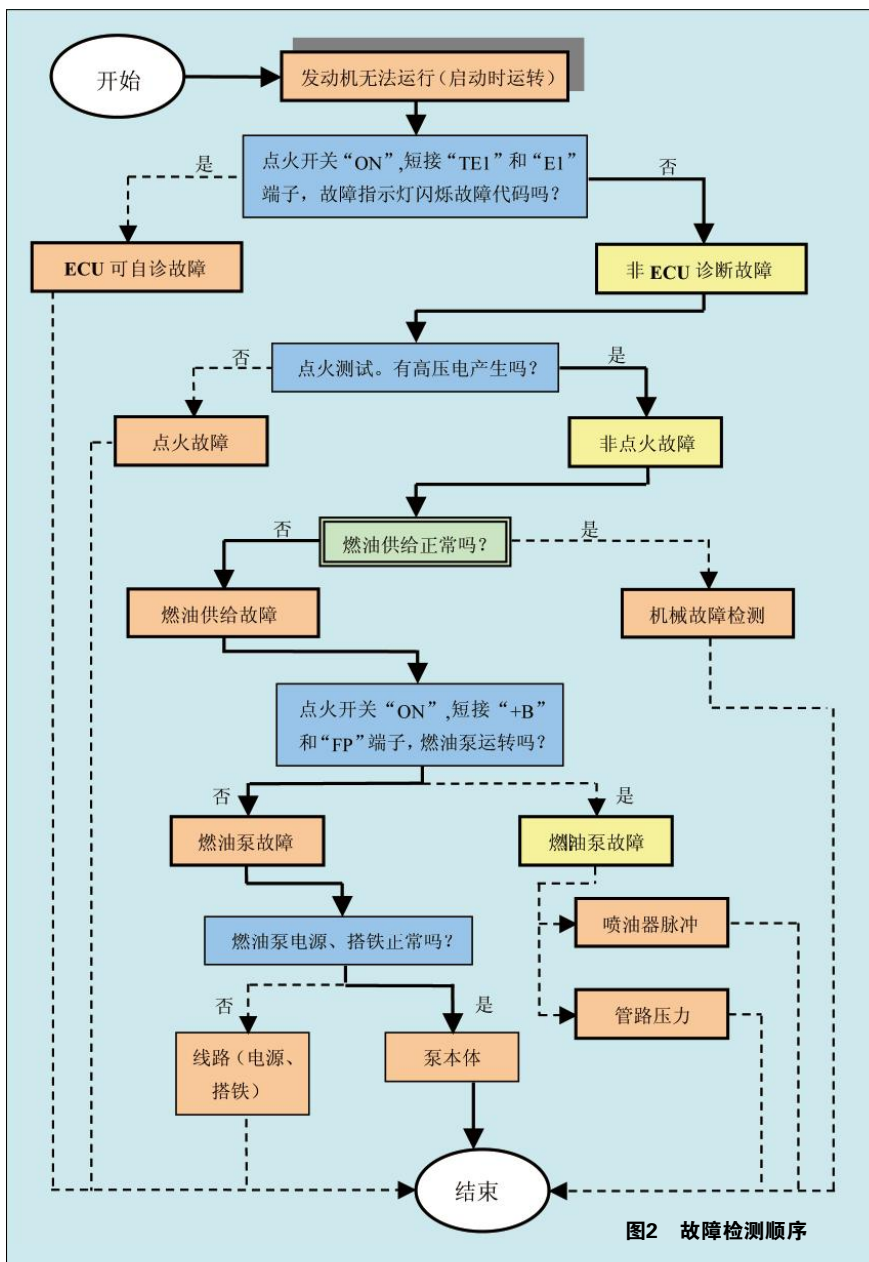 开始
发动机无法运行（启动时运转）
点火开关“ON”,短接“TE1”和“E1”
端子，故障指示灯闪烁故障代码吗？
是
否
ECU 可自诊故障
非 ECU 诊断故障
点火测试。有高压电产生吗？
否
是
点火故障
非点火故障
燃油供给正常吗？
否
是
燃油供给故障
机械故障检测
点火开关“ON”,短接“+B”
和“FP”端子，燃油泵运转吗？
否
是
燃油泵故障
燃油泵故障
燃油泵电源、搭铁正常吗？
喷油器脉冲
否
是
管路压力
线路（电源、
搭铁）
泵本体
结束
图2 故障检测顺序